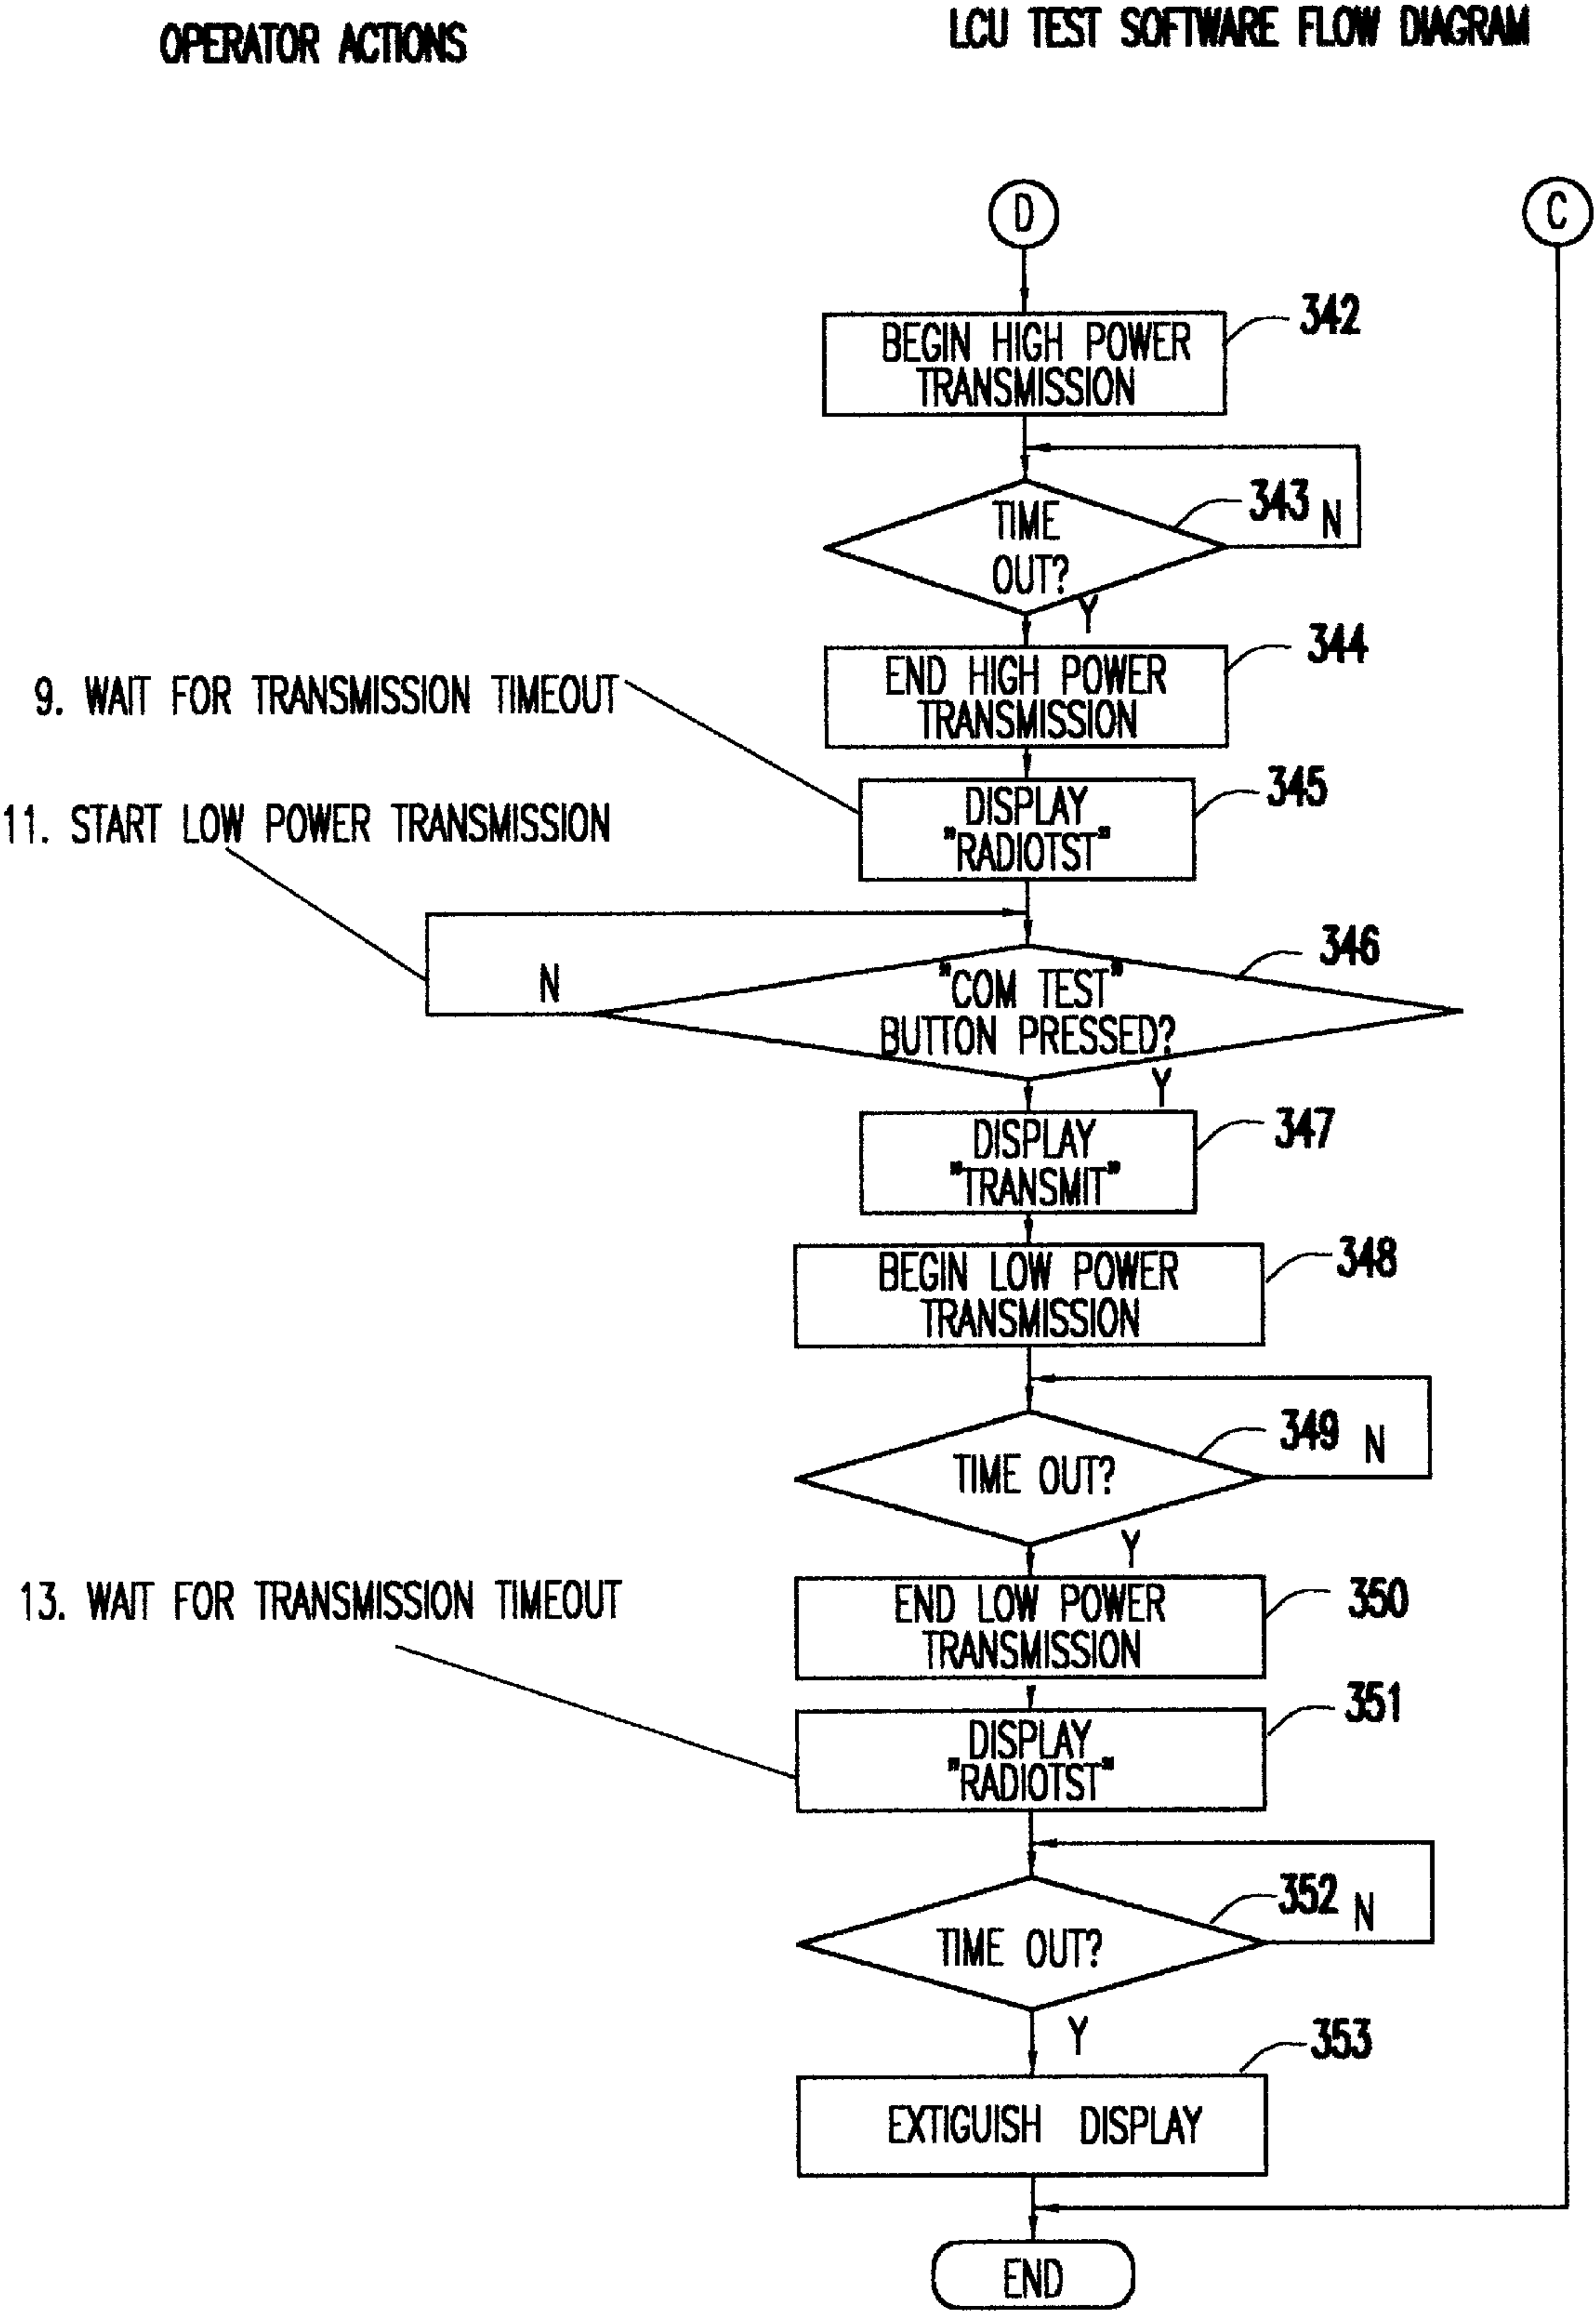 OPERATOR ACTIONS
LCU TEST SOFTWARE FLOW DIAGRAM
D
C
BEGIN HIGH POWER
TRANSMISSION
342
TIME
OUT?
343
N
Y
END HIGH POWER
TRANSMISSION
344
9. WAIT FOR TRANSMISSION TIMEOUT
DISPLAY
"RADIOTST"
345
11. START LOW POWER TRANSMISSION
"COM TEST"
BUTTON PRESSED?
346
N
Y
DISPLAY
"TRANSMIT"
347
BEGIN LOW POWER
TRANSMISSION
348
TIME OUT?
349
N
Y
13. WAIT FOR TRANSMISSION TIMEOUT
END LOW POWER
TRANSMISSION
350
DISPLAY
"RADIOTST"
351
TIME OUT?
352
N
Y
EXTIGUISH DISPLAY
353
END